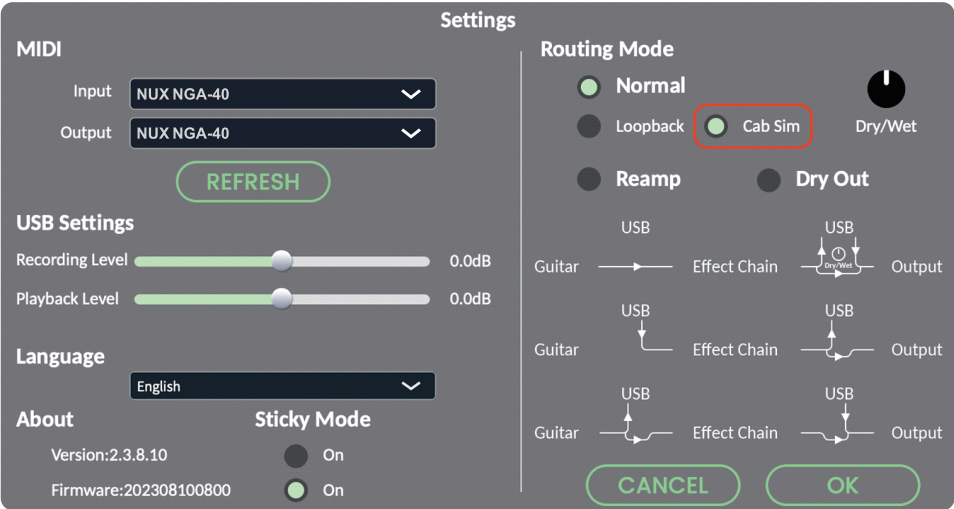 Settings
MIDI
Input
NUX NGA-40
Output
NUX NGA-40
REFRESH
USB Settings
Recording Level
0.0dB
Playback Level
0.0dB
Language
English
About
Version:2.3.8.10
Firmware:202308100800
Sticky Mode
On
On
Routing Mode
Normal
Loopback
Cab Sim
Dry/Wet
Reamp
Dry Out
USB
USB
Guitar
Effect Chain
Dry/Wet
Output
USB
USB
Guitar
Effect Chain
Output
USB
USB
Guitar
Effect Chain
Output
CANCEL
OK